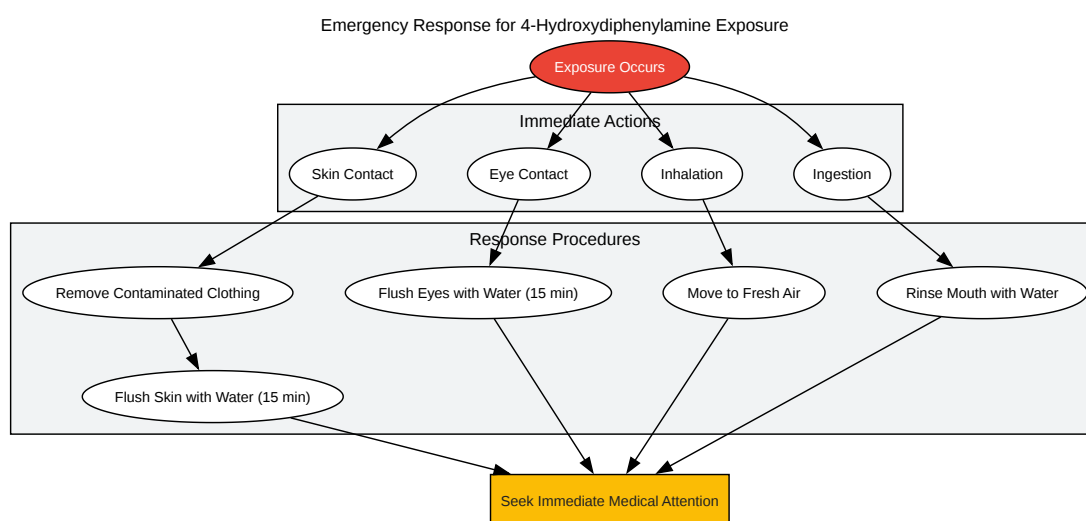 Emergency Response for 4-Hydroxydiphenylamine Exposure
Exposure Occurs
Immediate Actions
Skin Contact
Eye Contact
Inhalation
Ingestion
Response Procedures
Remove Contaminated Clothing
Flush Eyes with Water (15 min)
Move to Fresh Air
Rinse Mouth with Water
Flush Skin with Water (15 min)
Seek Immediate Medical Attention